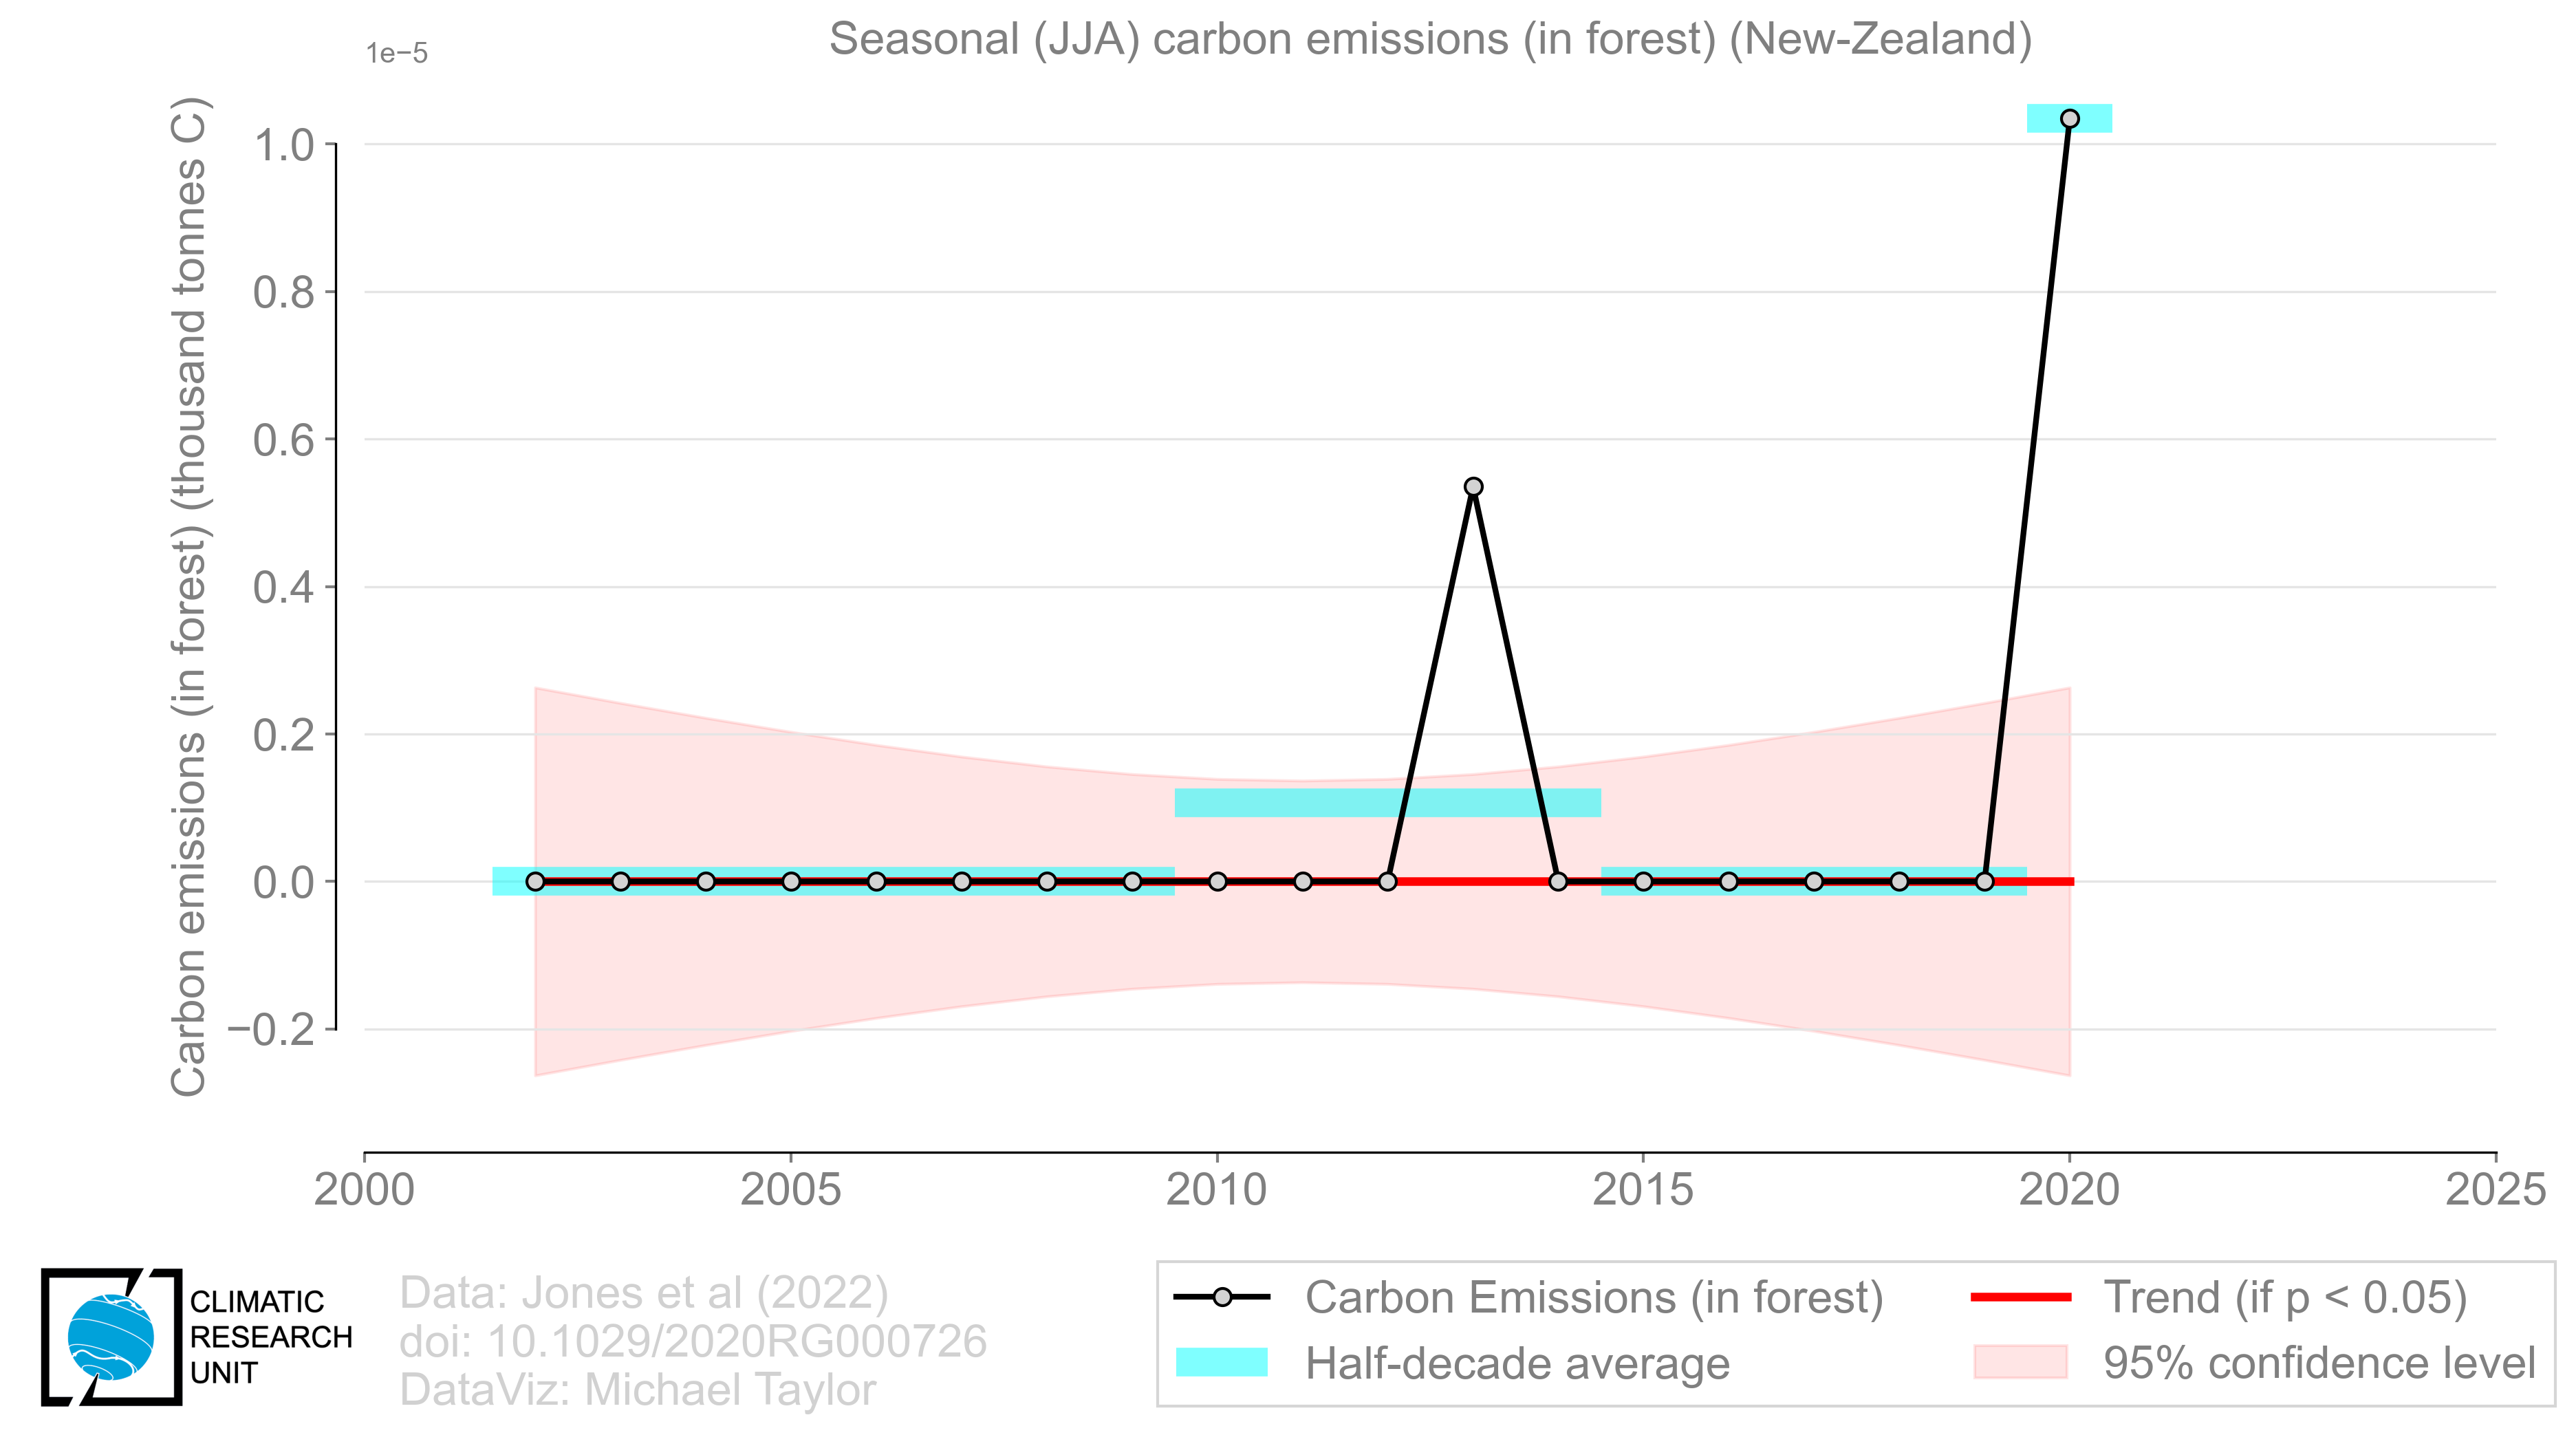 Seasonal (JJA) carbon emissions (in forest) (New-Zealand)
1e−5
Carbon emissions (in forest) (thousand tonnes C)
1.0
0.8
0.6
0.4
0.2
0.0
−0.2
2000
2005
2010
2015
2020
2025
CLIMATIC
RESEARCH
UNIT
Data: Jones et al (2022)
doi: 10.1029/2020RG000726
DataViz: Michael Taylor
Carbon Emissions (in forest)
Half-decade average
Trend (if p < 0.05)
95% confidence level